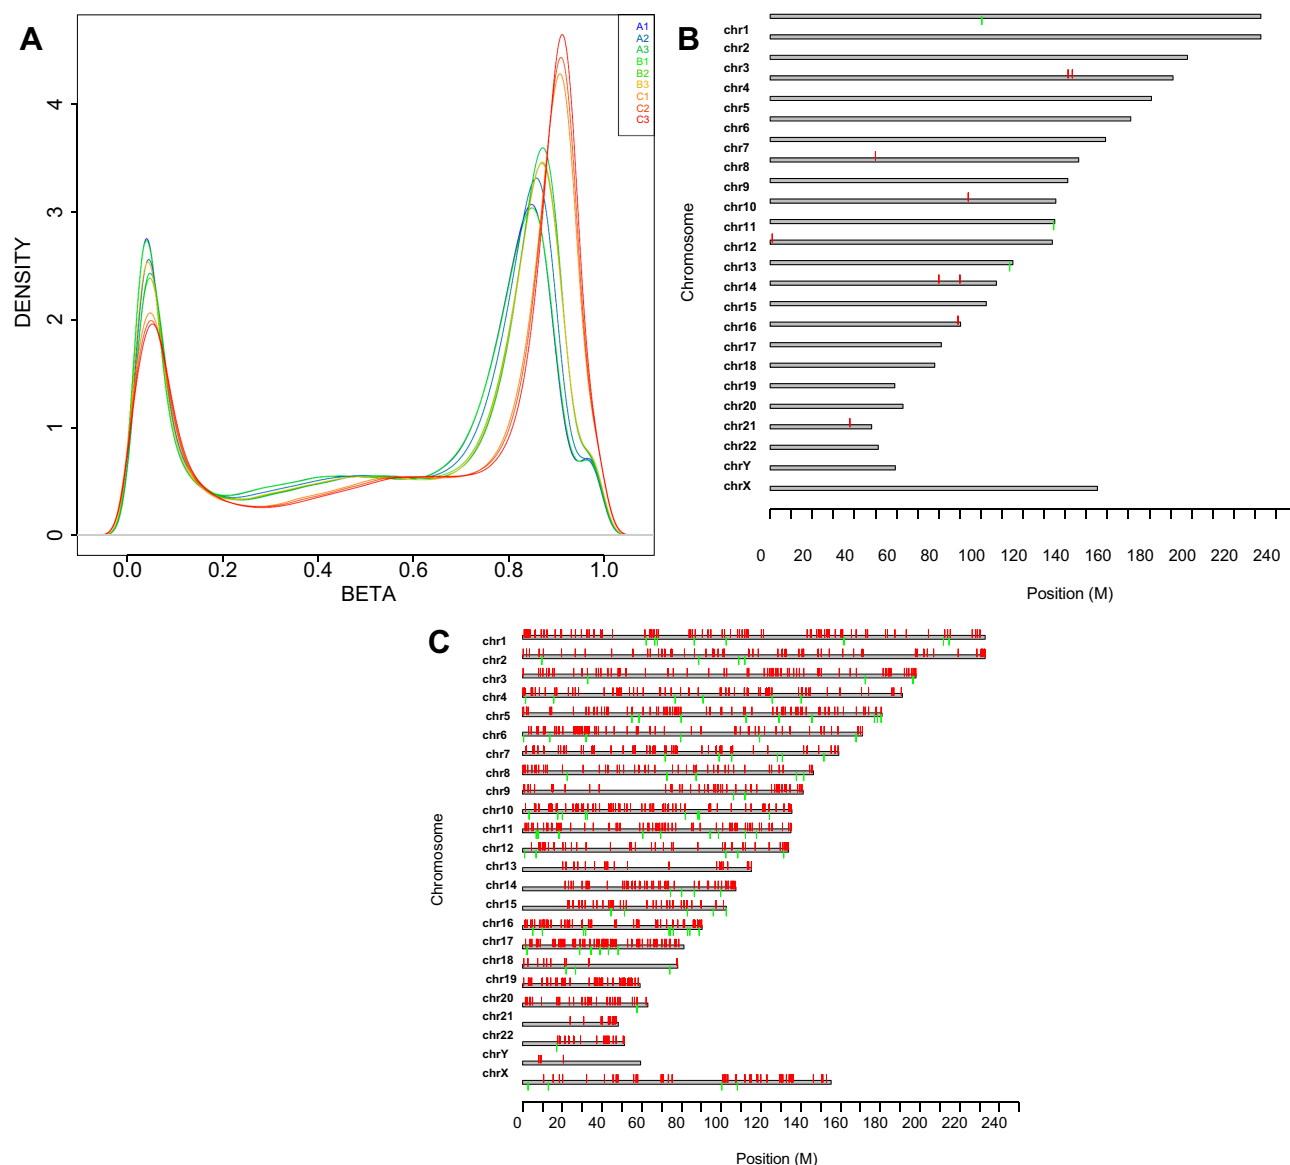 A
A1
A2
A3
B1
B2
B3
C1
C2
C3
DENSITY
0
1
2
3
4
0.0 0.2 0.4 0.6 0.8 1.0
BETA
B
Chromosome
chr1
chr2
chr3
chr4
chr5
chr6
chr7
chr8
chr9
chr10
chr11
chr12
chr13
chr14
chr15
chr16
chr17
chr18
chr19
chr20
chr21
chr22
chrY
chrX
0 20 40 60 80 100 120 140 160 180 200 220 240
Position (M)
C
Chromosome
chr1
chr2
chr3
chr4
chr5
chr6
chr7
chr8
chr9
chr10
chr11
chr12
chr13
chr14
chr15
chr16
chr17
chr18
chr19
chr20
chr21
chr22
chrY
chrX
0 20 40 60 80 100 120 140 160 180 200 220 240
Position (M)